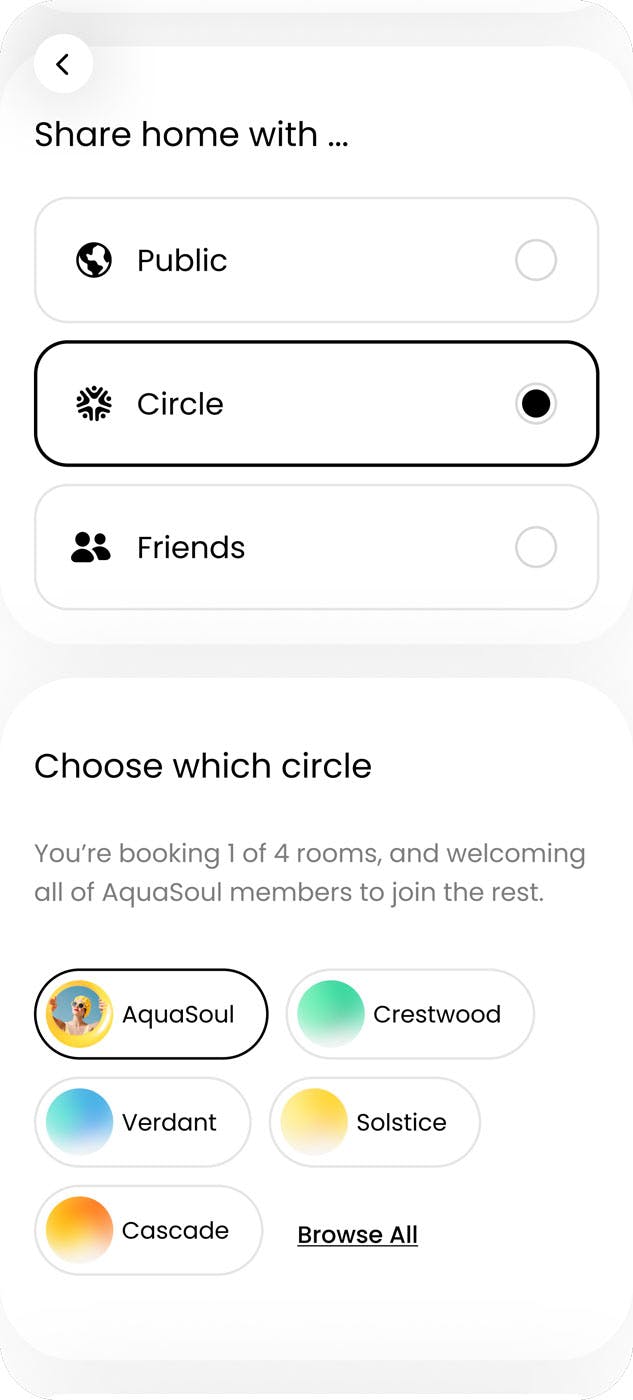 Share home with ...
Public
Circle
Friends
Choose which circle
You’re booking 1 of 4 rooms, and welcoming
all of AquaSoul members to join the rest.
AquaSoul
Crestwood
Verdant
Solstice
Cascade
Browse All